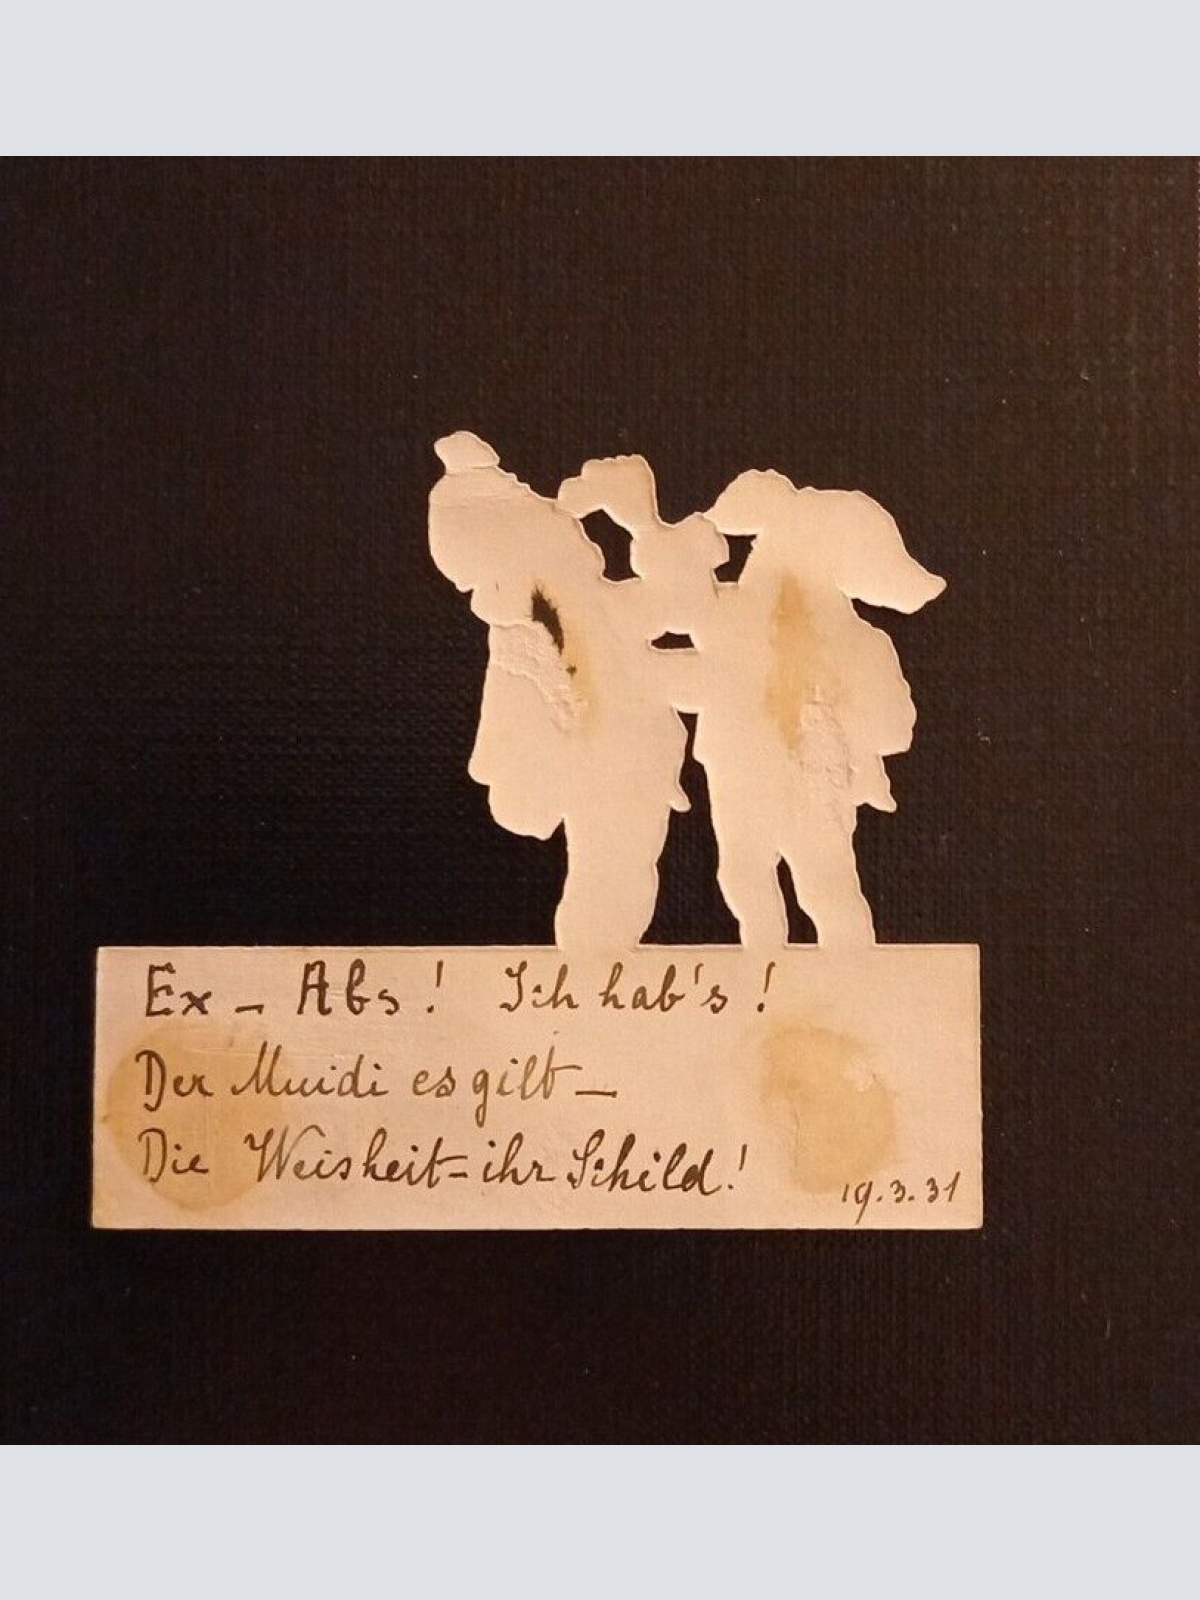 Ex – Abs! Ich hab's!
Der Muidi es gilt –
Die Weisheit = ihr Schild!
19.3.31